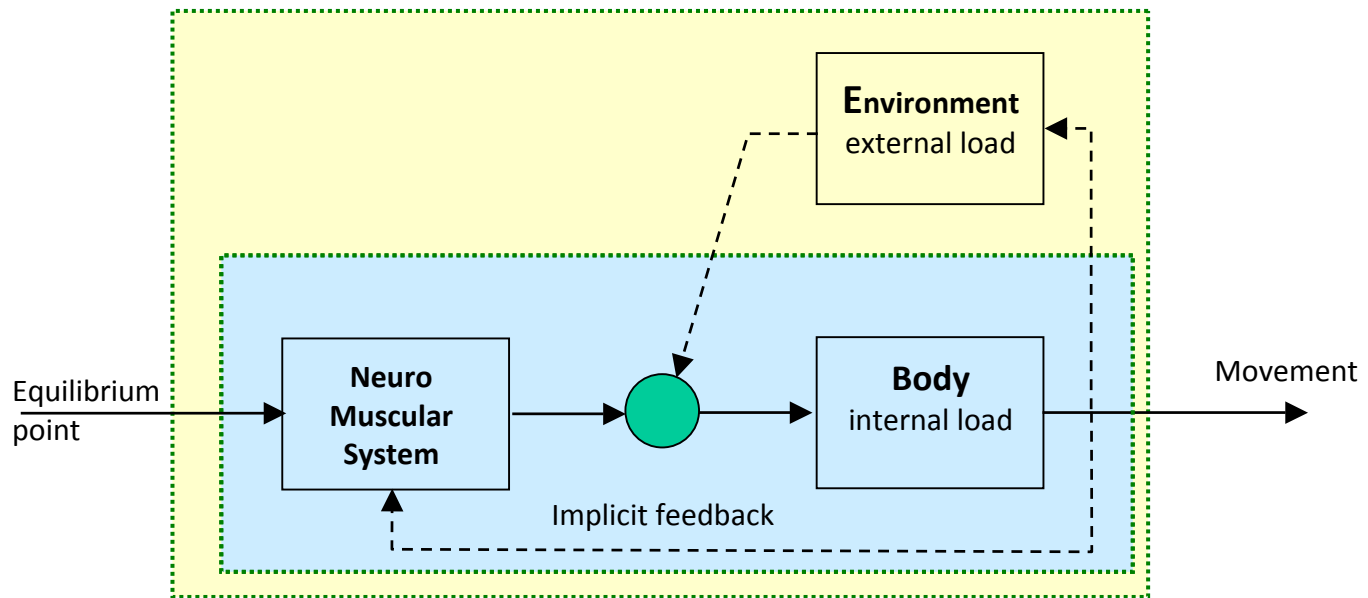 Environment
external load
Equilibrium
point
Neuro
Muscular
System
Body
internal load
Movement
Implicit feedback